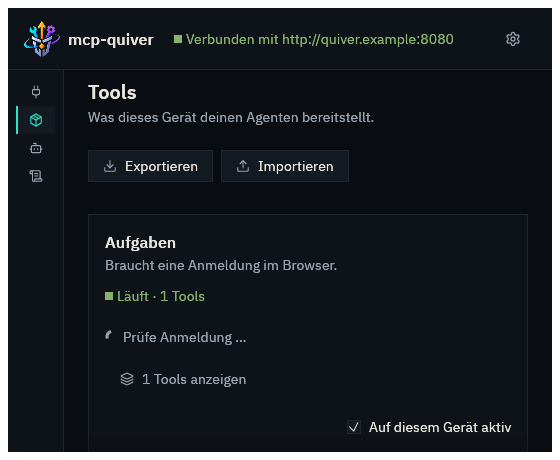 mcp-quiver
Verbunden mit http://quiver.example:8080
Tools
Was dieses Gerät deinen Agenten bereitstellt.
Exportieren
Importieren
Aufgaben
Braucht eine Anmeldung im Browser.
Läuft · 1 Tools
Prüfe Anmeldung ...
1 Tools anzeigen
Auf diesem Gerät aktiv